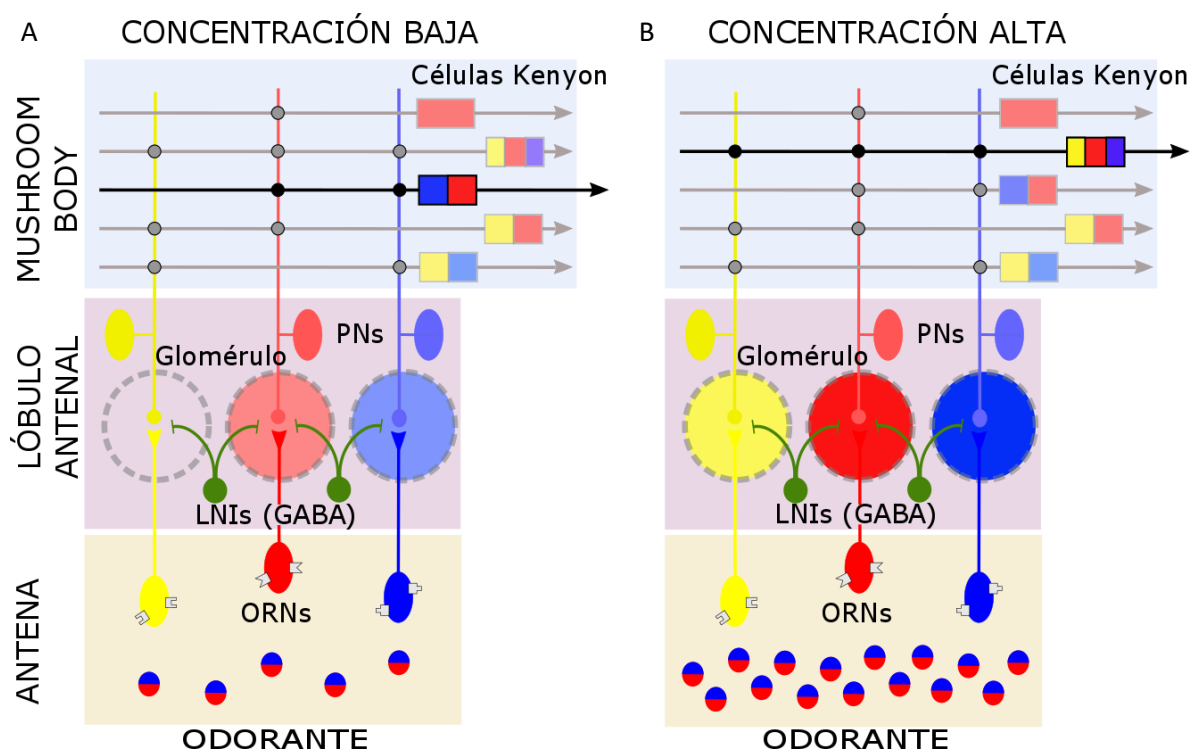 A
CONCENTRACIÓN BAJA
Células Kenyon
MUSHROOM
BODY
PNs
Glomérulo
LÓBULO
ANTENAL
LNIs (GABA)
ORNs
ANTENA
ODORANTE
B
CONCENTRACIÓN ALTA
Células Kenyon
PNs
Glomérulo
LNIs (GABA)
ORNs
ODORANTE